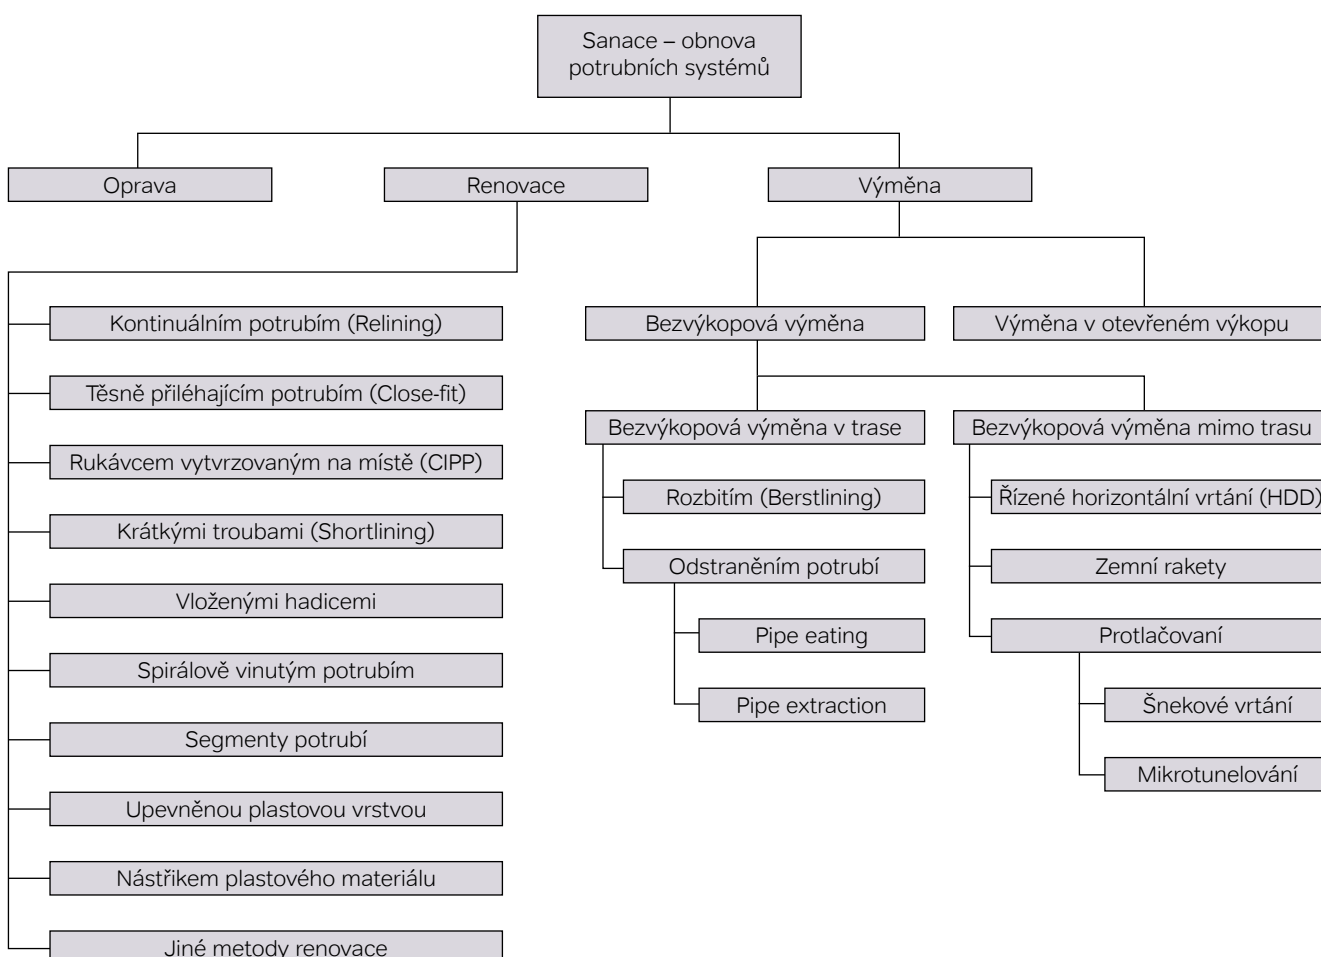 Sanace – obnova
potrubních systémů
Oprava
Renovace
Výměna
Kontinuálním potrubím (Relining)
Těsně přiléhajícím potrubím (Close-fit)
Rukávcem vytvrzovaným na místě (CIPP)
Krátkými troubami (Shortlining)
Vloženými hadicemi
Spirálově vinutým potrubím
Segmenty potrubí
Upevněnou plastovou vrstvou
Nástřikem plastového materiálu
Jiné metody renovace
Bezvýkopová výměna
Výměna v otevřeném výkopu
Bezvýkopová výměna v trase
Rozbitím (Berstlining)
Odstraněním potrubí
Pipe eating
Pipe extraction
Bezvýkopová výměna mimo trasu
Řízené horizontální vrtání (HDD)
Zemní rakety
Protlačovaní
Šnekové vrtání
Mikrotunelování